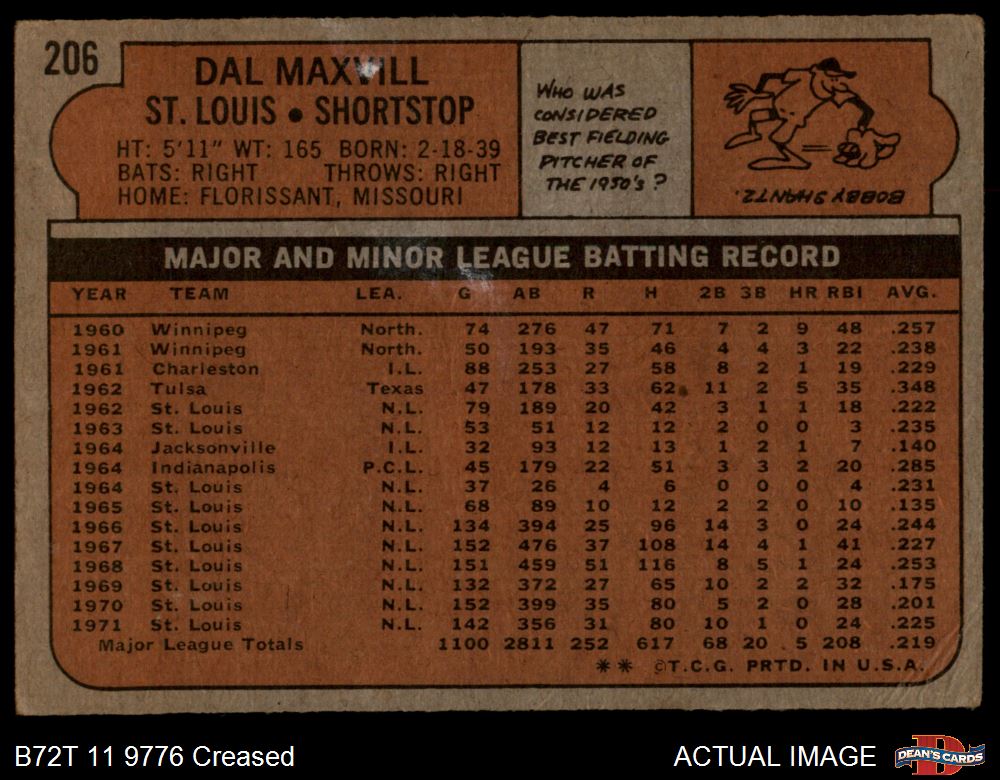 206
DAL MAXVILL
ST. LOUIS • SHORTSTOP
HT: 5'11" WT: 165 BORN: 2-18-39
BATS: RIGHT THROWS: RIGHT
HOME: FLORISSANT, MISSOURI
WHO WAS
CONSIDERED
BEST FIELDING
PITCHER OF
THE 1950's?
BOBBY SHANTZ.
MAJOR AND MINOR LEAGUE BATTING RECORD
YEAR TEAM LEA. G AB R H 2B 3B HR RBI AVG.
1960 Winnipeg North. 74 276 47 71 7 2 9 48 .257
1961 Winnipeg North. 50 193 35 46 4 4 3 22 .238
1961 Charleston I.L. 88 253 27 58 8 2 1 19 .229
1962 Tulsa Texas 47 178 33 62 11 2 5 35 .348
1962 St. Louis N.L. 79 189 20 42 3 1 1 18 .222
1963 St. Louis N.L. 53 51 12 12 2 0 0 3 .235
1964 Jacksonville I.L. 32 93 12 13 1 2 1 7 .140
1964 Indianapolis P.C.L. 45 179 22 51 3 3 2 20 .285
1964 St. Louis N.L. 37 26 4 6 0 0 0 4 .231
1965 St. Louis N.L. 68 89 10 12 2 2 0 10 .135
1966 St. Louis N.L. 134 394 25 96 14 3 0 24 .244
1967 St. Louis N.L. 152 476 37 108 14 4 1 41 .227
1968 St. Louis N.L. 151 459 51 116 8 5 1 24 .253
1969 St. Louis N.L. 132 372 27 65 10 2 2 32 .175
1970 St. Louis N.L. 152 399 35 80 5 2 0 28 .201
1971 St. Louis N.L. 142 356 31 80 10 1 0 24 .225
Major League Totals 1100 2811 252 617 68 20 5 208 .219
** ©T.C.G. PRTD. IN U.S.A.
B72T 11 9776 Creased
ACTUAL IMAGE
DEAN'S CARDS